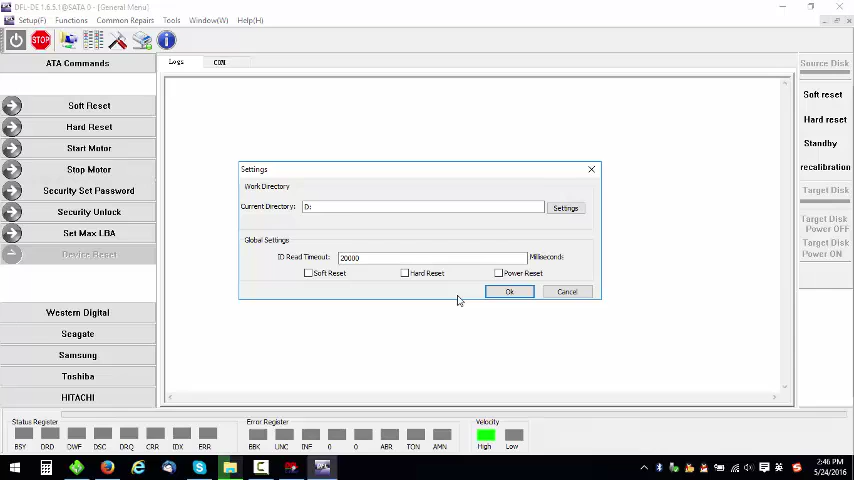 DFL-DE 1.6.5.1@SATA 0 - [General Menu]
Setup(F) Functions Common Repairs Tools Window(W) Help(H)
STOP
ATA Commands
Soft Reset
Hard Reset
Start Motor
Stop Motor
Security Set Password
Security Unlock
Set Max LBA
Device Reset
Western Digital
Seagate
Samsung
Toshiba
HITACHI
Logs COM
Settings
Work Directory
Current Directory: D: Settings
Global Settings
ID Read Timeout: 20000 Milliseconds
Soft Reset Hard Reset Power Reset
Ok Cancel
Source Disk
Soft reset
Hard reset
Standby
recalibration
Target Disk
Target Disk
Power OFF
Target Disk
Power ON
Status Register Error Register Velocity
BSY DRD DWF DSC DRQ CRR IDX ERR BBK UNC INF 0 0 ABR TON AMN High Low
2:46 PM
5/24/2016